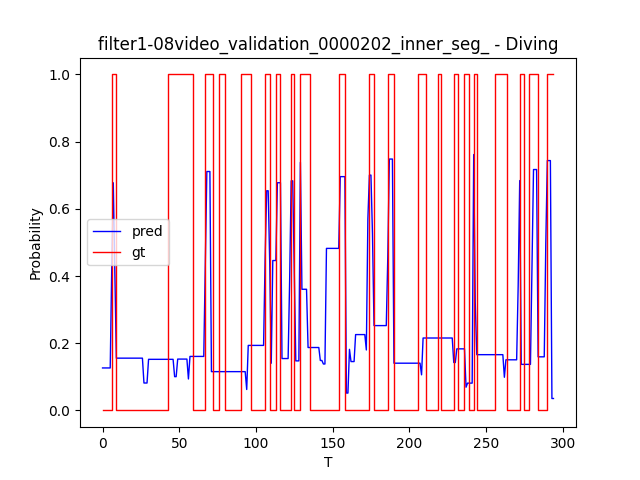 filter1-08video_validation_0000202_inner_seg_ - Diving
1.0
0.8
0.6
0.4
0.2
0.0
Probability
pred
gt
0 50 100 150 200 250 300
T